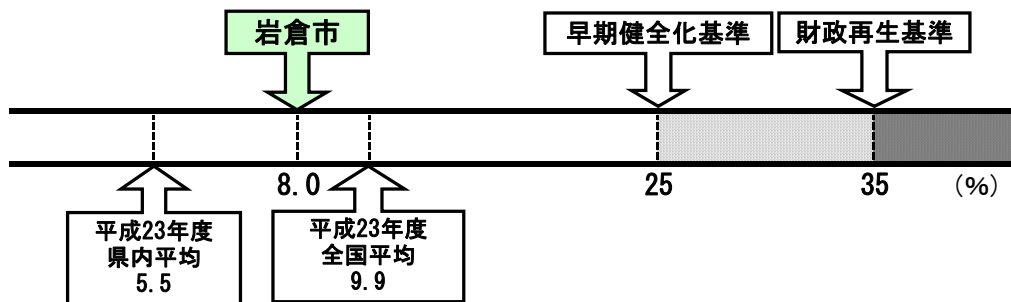 岩倉市
早期健全化基準
財政再生基準
8.0
25
35
(%)
平成23年度
県内平均
5.5
平成23年度
全国平均
9.9